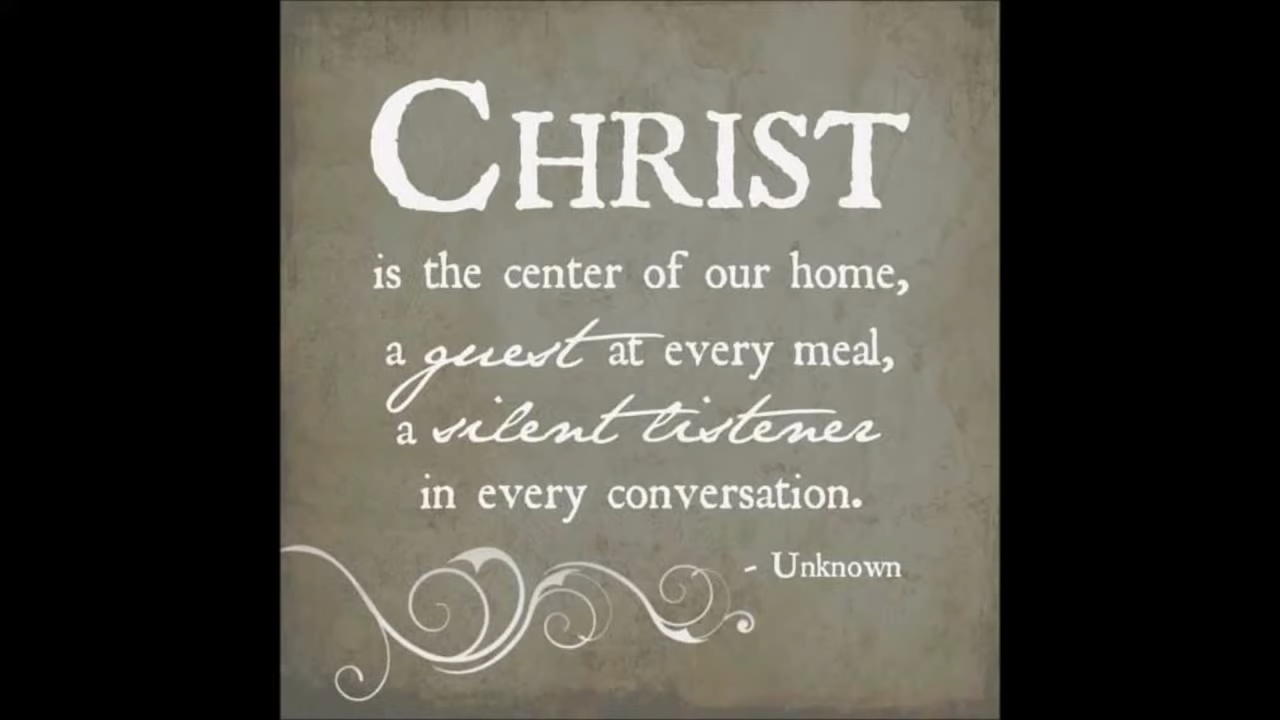 CHRIST
is the center of our home,
a guest at every meal,
a silent listener
in every conversation.
- Unknown